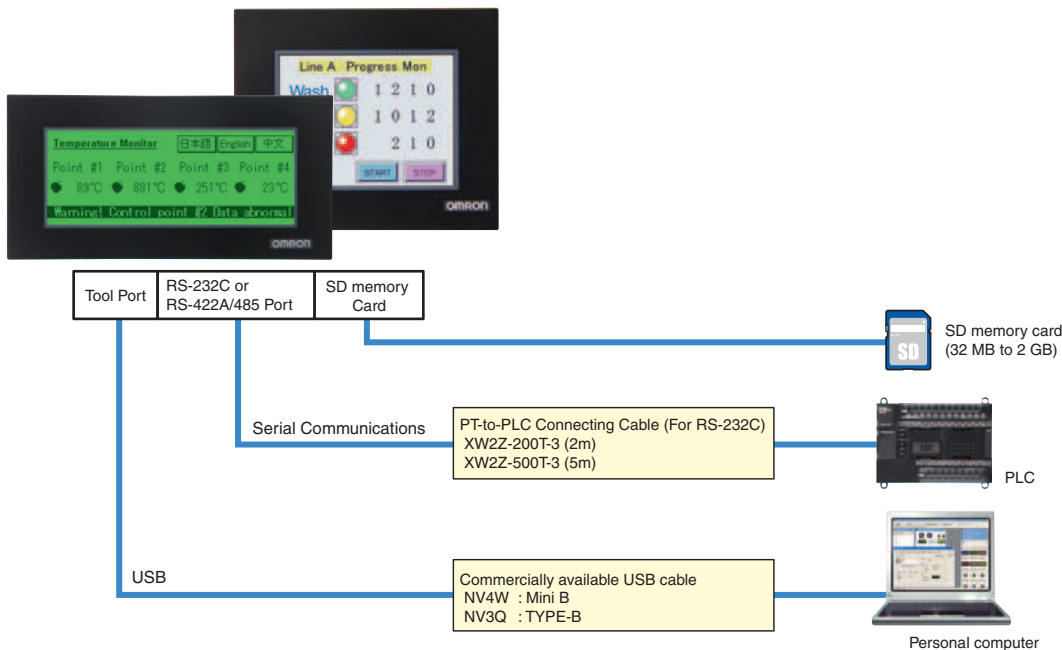 Line A Progress Mon
Wash 1 2 1 0
1 0 1 2
2 1 0
START STOP
OMRON
Temperature Monitor 日本語 English 中文
Point #1 Point #2 Point #3 Point #4
89°C 891°C 251°C 23°C
Warning! Control point #2 Data abnormal
OMRON
Tool Port
RS-232C or
RS-422A/485 Port
SD memory
Card
SD
SD memory card
(32 MB to 2 GB)
Serial Communications
PT-to-PLC Connecting Cable (For RS-232C)
XW2Z-200T-3 (2m)
XW2Z-500T-3 (5m)
PLC
USB
Commercially available USB cable
NV4W : Mini B
NV3Q : TYPE-B
Personal computer